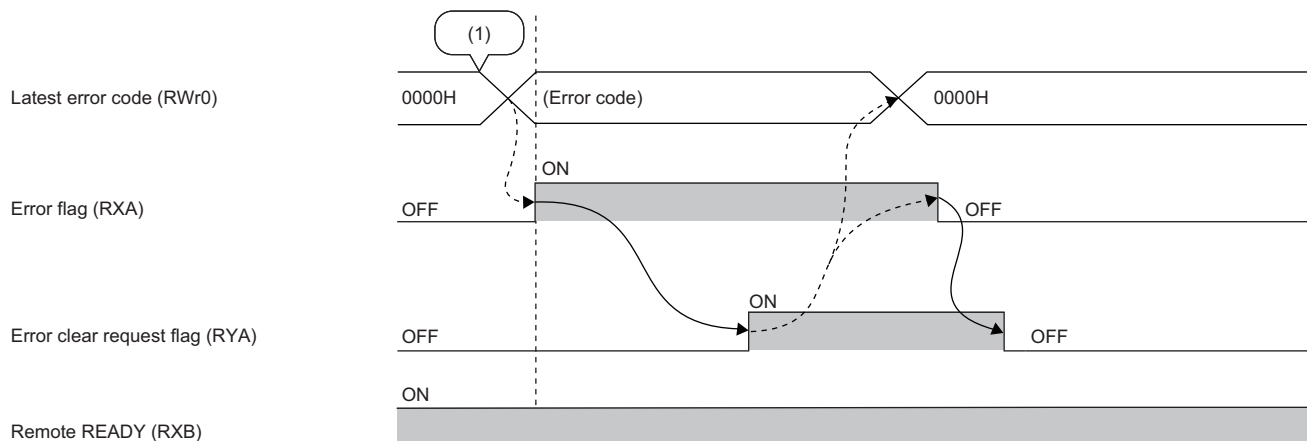 (1)
Latest error code (RWr0)
0000H
(Error code)
0000H
ON
Error flag (RXA)
OFF
OFF
ON
Error clear request flag (RYA)
OFF
OFF
ON
Remote READY (RXB)